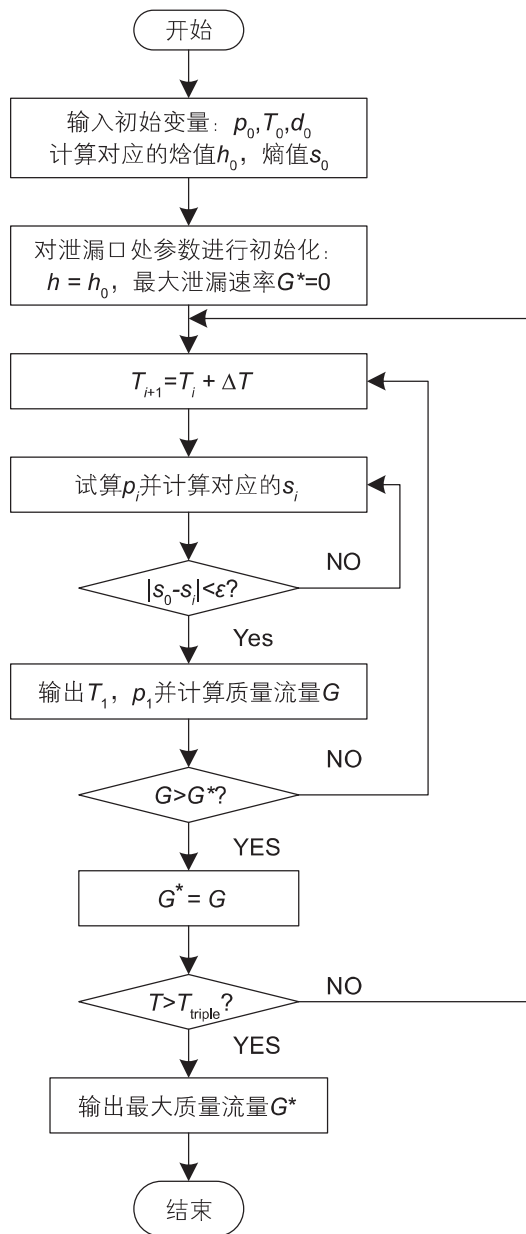 开始
输入初始变量：p₀,T₀,d₀
计算对应的焓值h₀，熵值s₀
对泄漏口处参数进行初始化：
h = h₀，最大泄漏速率G*=0
Tᵢ₊₁=Tᵢ + ΔT
试算pᵢ并计算对应的sᵢ
NO
|s₀-sᵢ|<ε?
Yes
输出T₁，p₁并计算质量流量G
NO
G>G*?
YES
G* = G
NO
T>T_triple?
YES
输出最大质量流量G*
结束